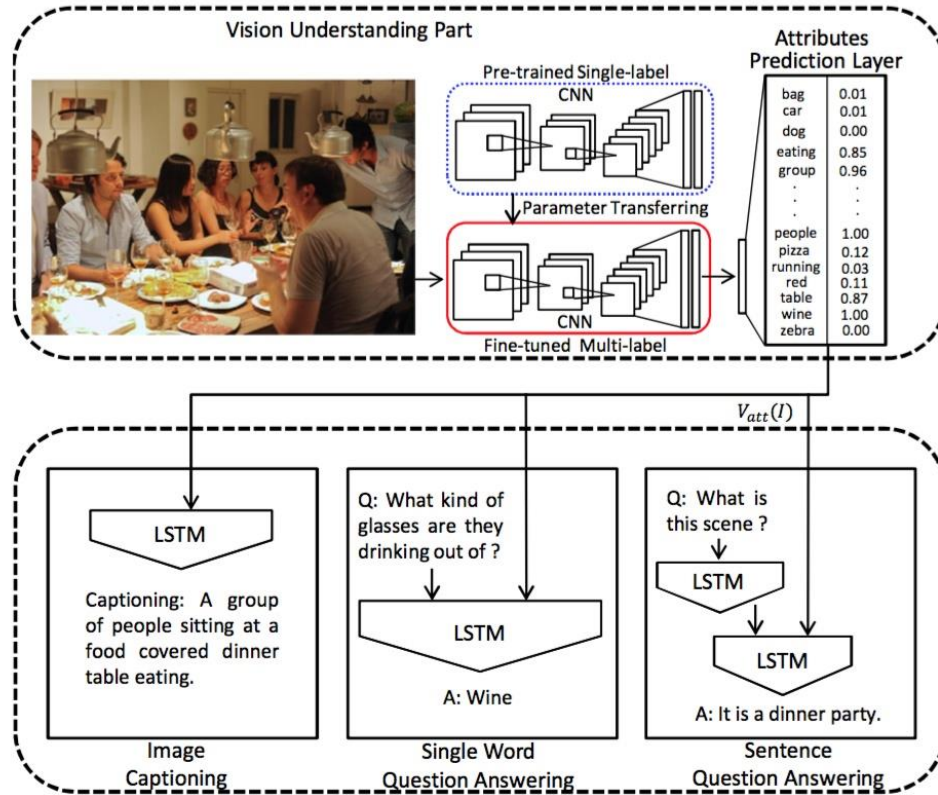 Vision Understanding Part
Attributes
Prediction Layer
Pre-trained Single-label
CNN
Parameter Transferring
CNN
Fine-tuned Multi-label
bag 0.01
car 0.01
dog 0.00
eating 0.85
group 0.96
. .
. .
. .
people 1.00
pizza 0.12
running 0.03
red 0.11
table 0.87
wine 1.00
zebra 0.00
V_att(I)
LSTM
Captioning: A group
of people sitting at a
food covered dinner
table eating.
Image
Captioning
Q: What kind of
glasses are they
drinking out of ?
LSTM
A: Wine
Single Word
Question Answering
Q: What is
this scene ?
LSTM
LSTM
A: It is a dinner party.
Sentence
Question Answering